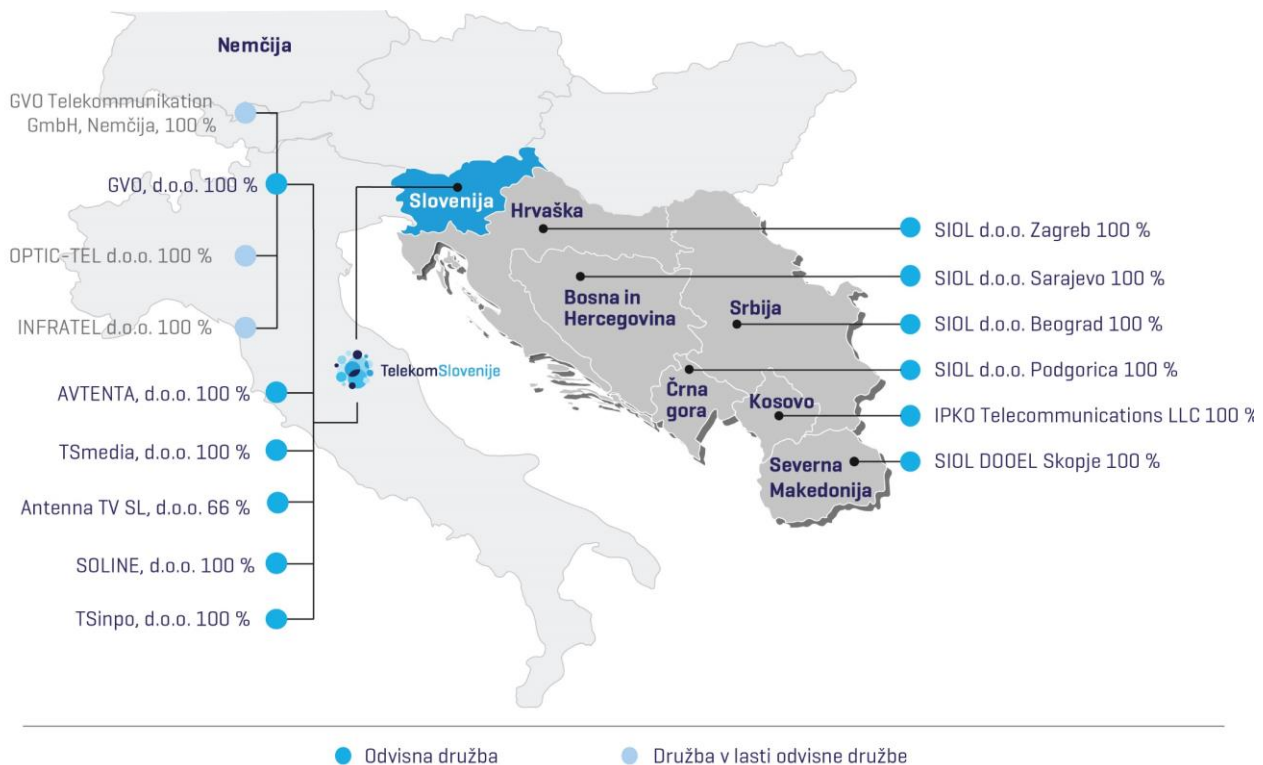 Nemčija
GVO Telekommunikation
GmbH, Nemčija, 100 %
GVO, d.o.o. 100 %
OPTIC-TEL d.o.o. 100 %
INFRATEL d.o.o. 100 %
AVTENTA, d.o.o. 100 %
TSmedia, d.o.o. 100 %
Antenna TV SL, d.o.o. 66 %
SOLINE, d.o.o. 100 %
TSinpo, d.o.o. 100 %
TelekomSlovenije
Slovenija
Hrvaška
Bosna in
Hercegovina
Srbija
Črna
gora
Kosovo
Severna
Makedonija
SIOL d.o.o. Zagreb 100 %
SIOL d.o.o. Sarajevo 100 %
SIOL d.o.o. Beograd 100 %
SIOL d.o.o. Podgorica 100 %
IPKO Telecommunications LLC 100 %
SIOL DOOEL Skopje 100 %
Odvisna družba
Družba v lasti odvisne družbe